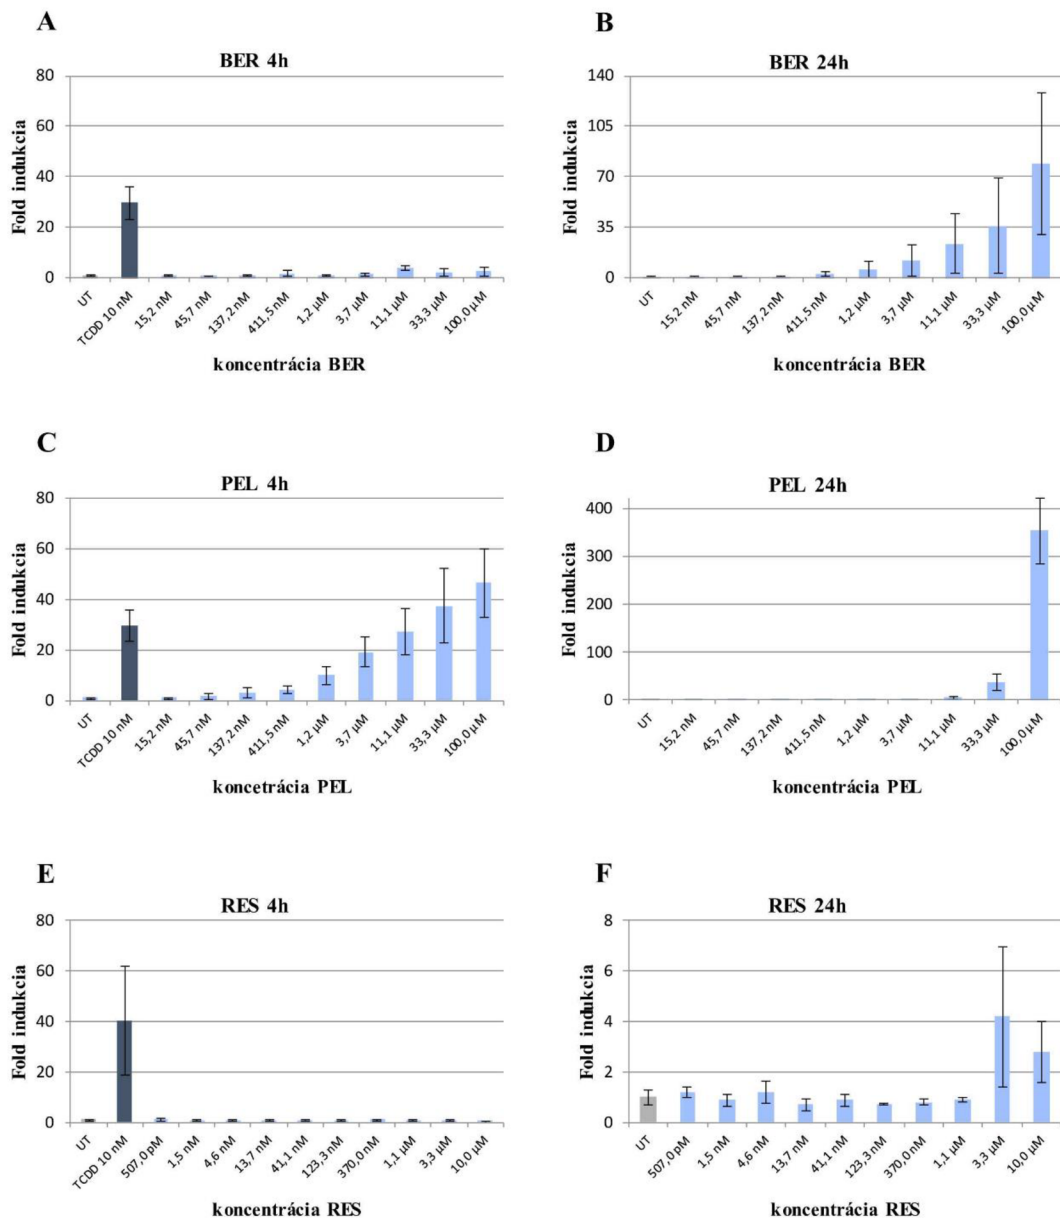 A
BER 4h
Fold indukcia
80
60
40
20
0
UT
TCDD 10 nM
15,2 nM
45,7 nM
137,2 nM
411,5 nM
1,2 µM
3,7 µM
11,1 µM
33,3 µM
100,0 µM
koncentrácia BER
B
BER 24h
Fold indukcia
140
105
70
35
0
UT
15,2 nM
45,7 nM
137,2 nM
411,5 nM
1,2 µM
3,7 µM
11,1 µM
33,3 µM
100,0 µM
koncentrácia BER
C
PEL 4h
Fold indukcia
80
60
40
20
0
UT
TCDD 10 nM
15,2 nM
45,7 nM
137,2 nM
411,5 nM
1,2 µM
3,7 µM
11,1 µM
33,3 µM
100,0 µM
koncetrácia PEL
D
PEL 24h
Fold indukcia
400
300
200
100
0
UT
15,2 nM
45,7 nM
137,2 nM
411,5 nM
1,2 µM
3,7 µM
11,1 µM
33,3 µM
100,0 µM
koncentrácia PEL
E
RES 4h
Fold indukcia
80
60
40
20
0
UT
TCDD 10 nM
507,0 pM
1,5 nM
4,6 nM
13,7 nM
41,1 nM
123,3 nM
370,0 nM
1,1 µM
3,3 µM
10,0 µM
koncentrácia RES
F
RES 24h
Fold indukcia
8
6
4
2
0
UT
507,0 pM
1,5 nM
4,6 nM
13,7 nM
41,1 nM
123,3 nM
370,0 nM
1,1 µM
3,3 µM
10,0 µM
koncentrácia RES